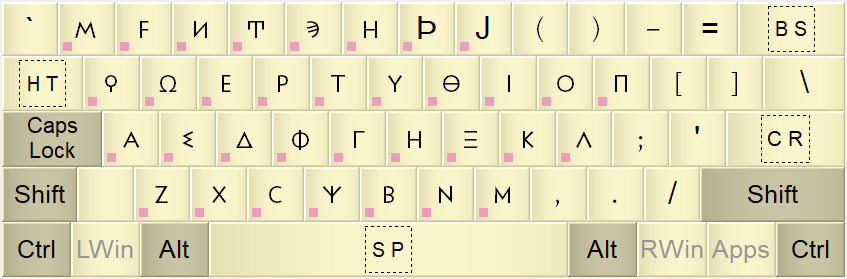 ` Ϻ Ϝ Ͷ Ͳ Ϡ Ͱ Ϸ Ϳ ( ) – = BS
HT Ϙ Ω Ε Ρ Τ Υ Θ Ι Ο Π [ ] \
Caps Lock Α Σ Δ Φ Γ Η Ξ Κ Λ ; ' CR
Shift Ζ Χ Ϲ Ψ Β Ν Μ , . / Shift
Ctrl LWin Alt SP Alt RWin Apps Ctrl